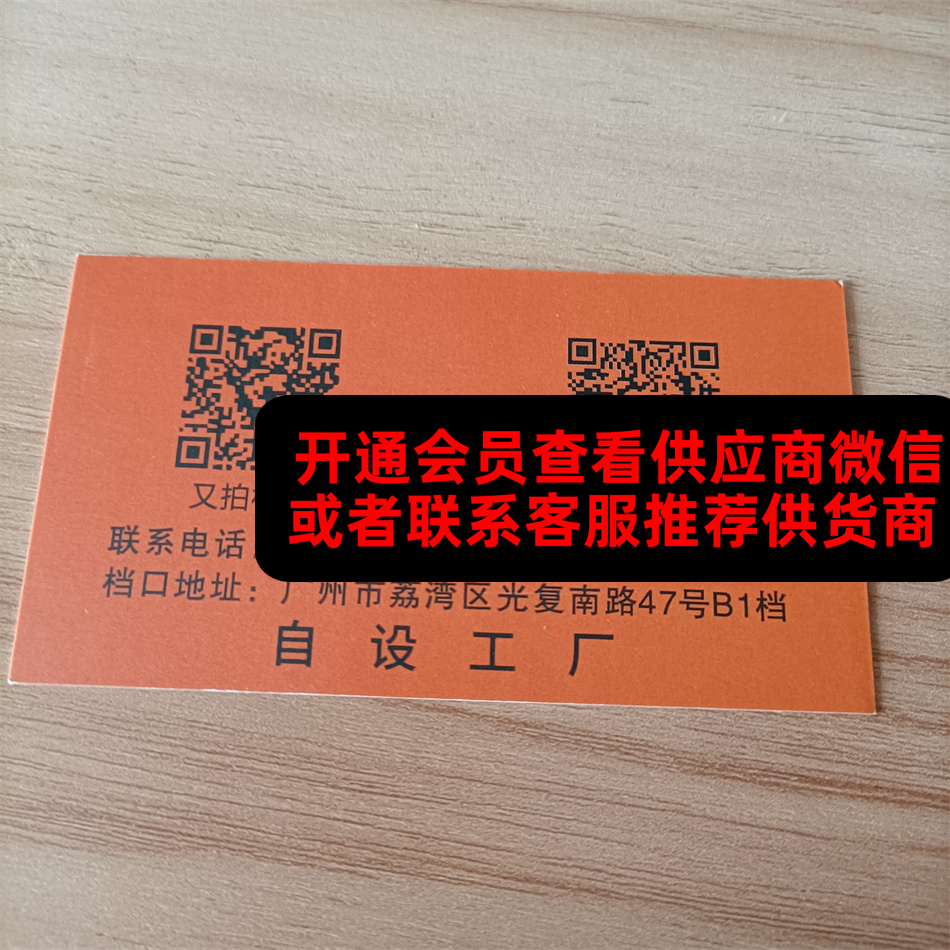 开通会员查看供应商微信
或者联系客服推荐供货商
又拍
联系电话
档口地址：广州市荔湾区光复南路47号B1档
自设工厂